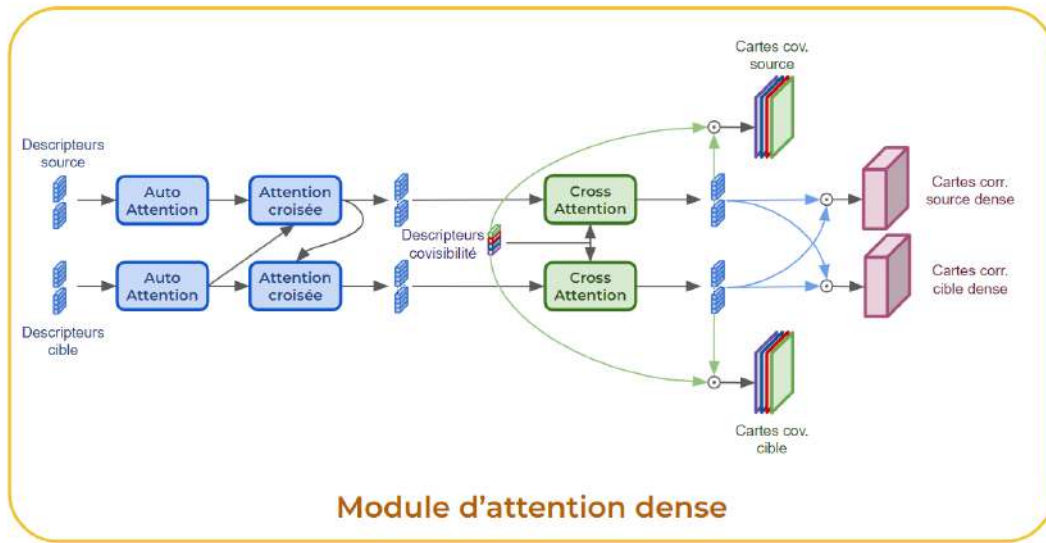 Cartes cov.
source
Descripteurs
source
Auto
Attention
Attention
croisée
Cross
Attention
Cartes corr.
source dense
Descripteurs
covisibilité
Auto
Attention
Attention
croisée
Cross
Attention
Cartes corr.
cible dense
Descripteurs
cible
Cartes cov.
cible
Module d'attention dense